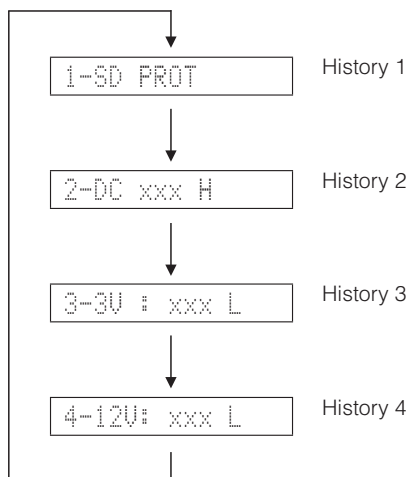 1-SD PROT
History 1
2-DC xxx H
History 2
3-3V : xxx L
History 3
4-12V: xxx L
History 4